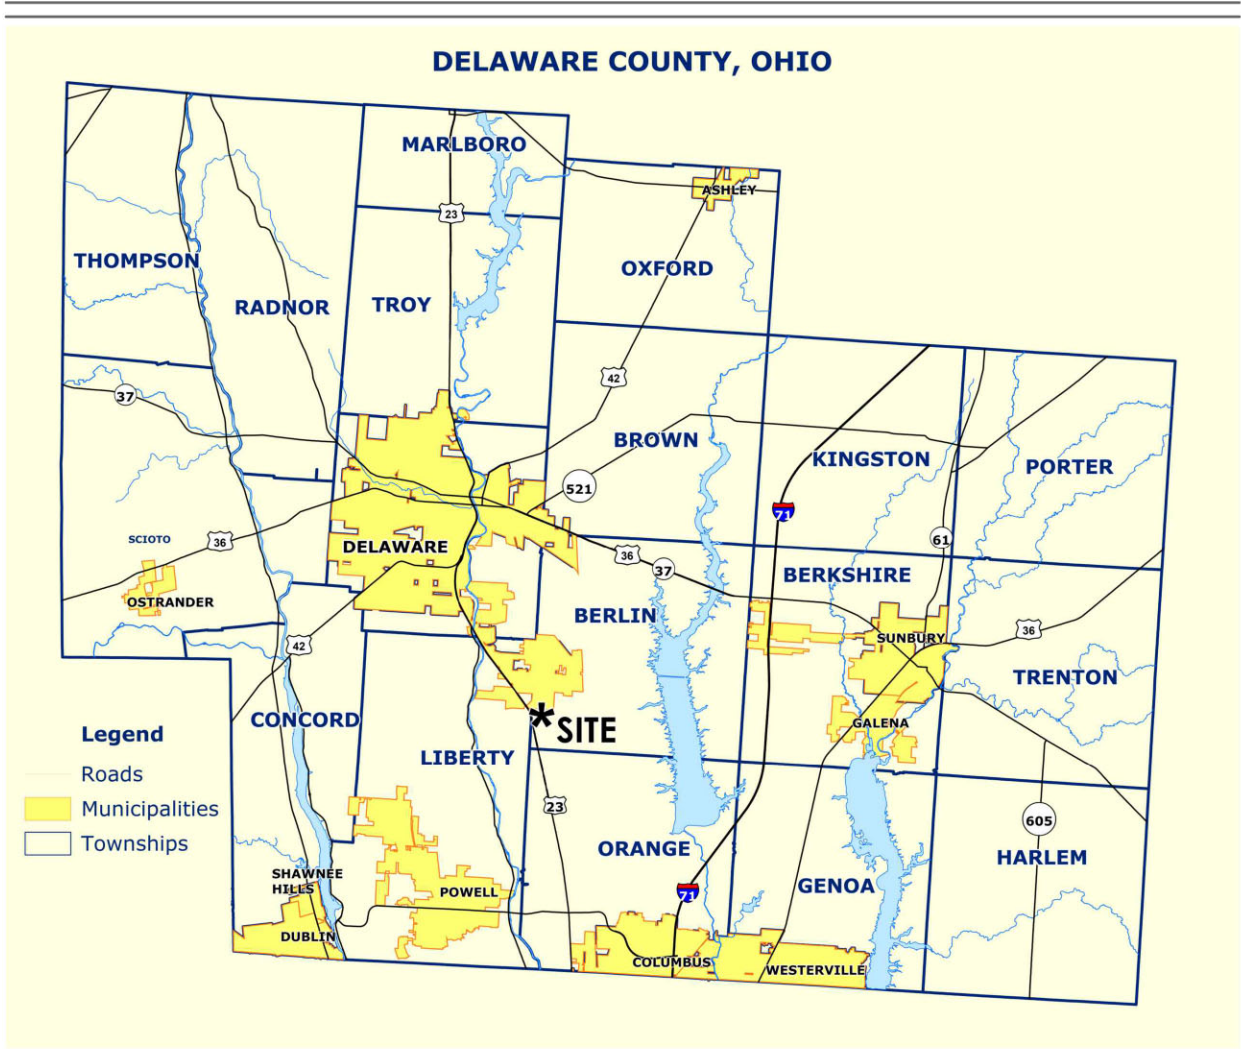 DELAWARE COUNTY, OHIO
MARLBORO
ASHLEY
23
THOMPSON
OXFORD
RADNOR
TROY
42
37
BROWN
KINGSTON
PORTER
521
71
SCIOTO
36
DELAWARE
36
37
61
BERKSHIRE
OSTRANDER
BERLIN
SUNBURY
36
42
TRENTON
CONCORD
*SITE
GALENA
Legend
LIBERTY
Roads
Municipalities
Townships
23
605
ORANGE
HARLEM
SHAWNEE
HILLS
POWELL
71
GENOA
DUBLIN
COLUMBUS
WESTERVILLE